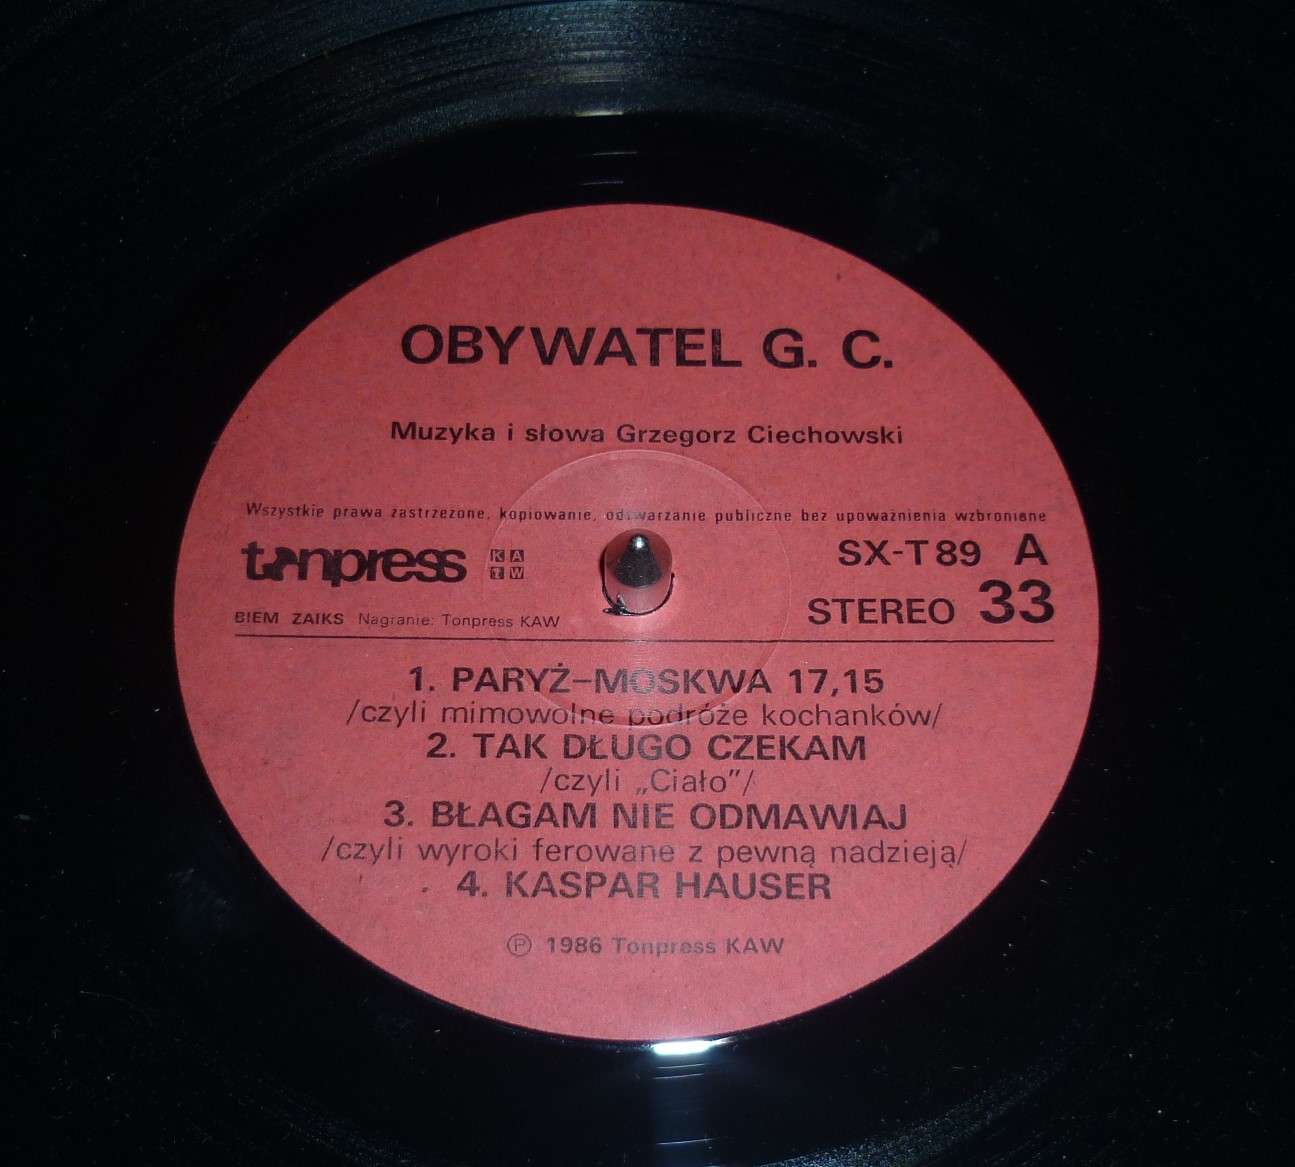 OBYWATEL G. C.
Muzyka i słowa Grzegorz Ciechowski
Wszystkie prawa zastrzeżone, kopiowanie, odtwarzanie publiczne bez upoważnienia wzbronione
tonpress KAW
SX-T89 A
STEREO 33
BIEM ZAIKS Nagranie: Tonpress KAW
1. PARYŻ–MOSKWA 17,15
/czyli mimowolne podróże kochanków/
2. TAK DŁUGO CZEKAM
/czyli „Ciało”/
3. BŁAGAM NIE ODMAWIAJ
/czyli wyroki ferowane z pewną nadzieją/
4. KASPAR HAUSER
Ⓟ 1986 Tonpress KAW